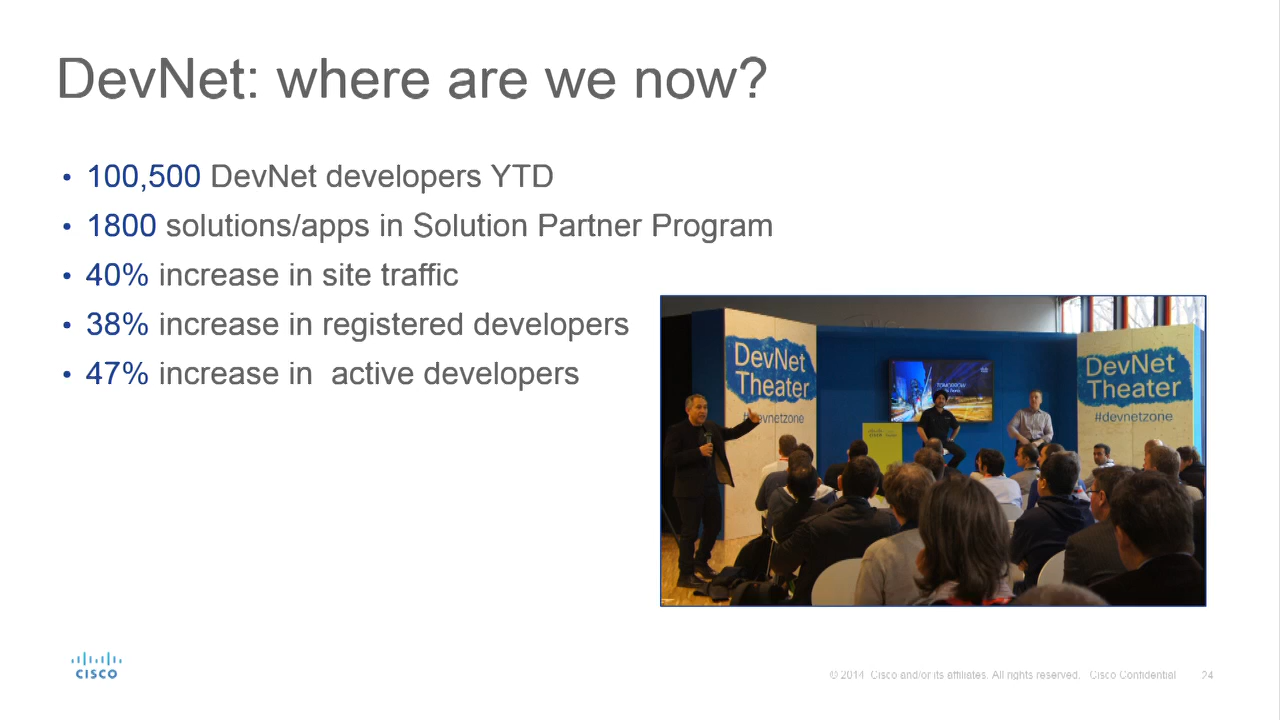 DevNet: where are we now?
• 100,500 DevNet developers YTD
• 1800 solutions/apps in Solution Partner Program
• 40% increase in site traffic
• 38% increase in registered developers
• 47% increase in  active developers
DevNet
Theater
#devnetzone
TOMORROW
DevNet
Theater
#devnetzone
CISCO
© 2014 Cisco and/or its affiliates. All rights reserved. Cisco Confidential 24